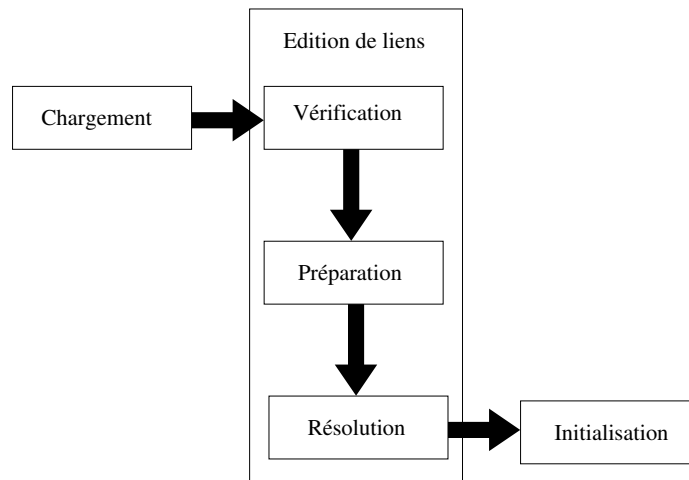 Edition de liens
Chargement
Vérification
Préparation
Résolution
Initialisation